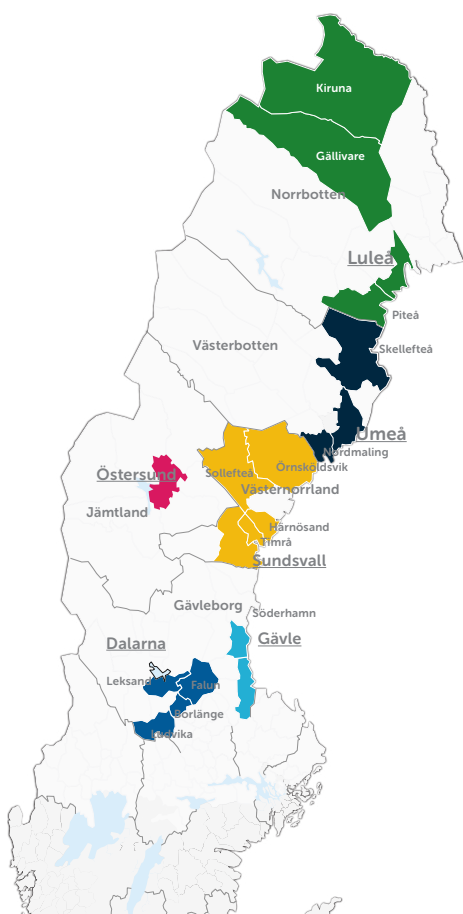 Kiruna
Gällivare
Norrbotten
Luleå
Piteå
Västerbotten
Skellefteå
Umeå
Nordmaling
Östersund
Sollefteå
Örnsköldsvik
Västernorrland
Jämtland
Härnösand
Timrå
Sundsvall
Gävleborg
Söderhamn
Dalarna
Gävle
Leksand
Falun
Borlänge
Ludvika